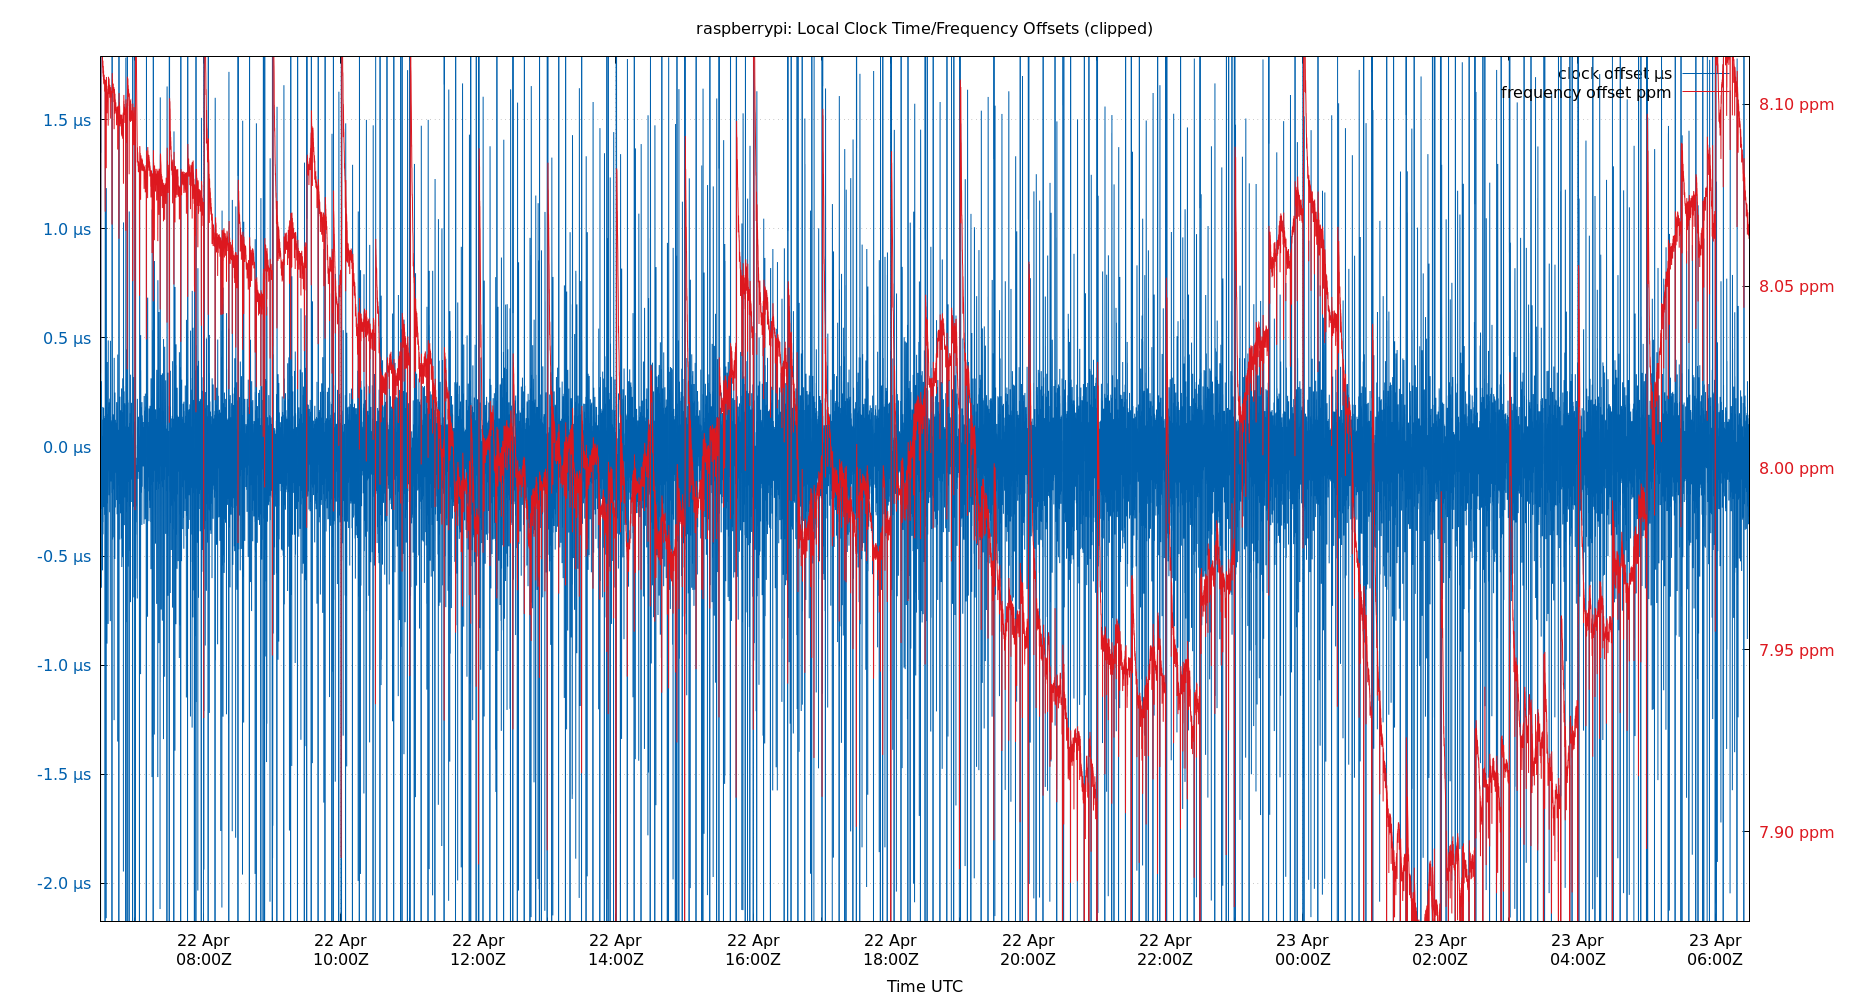 raspberrypi: Local Clock Time/Frequency Offsets (clipped)
clock offset µs
frequency offset ppm
1.5 µs
1.0 µs
0.5 µs
0.0 µs
-0.5 µs
-1.0 µs
-1.5 µs
-2.0 µs
8.10 ppm
8.05 ppm
8.00 ppm
7.95 ppm
7.90 ppm
22 Apr 22 Apr 22 Apr 22 Apr 22 Apr 22 Apr 22 Apr 22 Apr 23 Apr 23 Apr 23 Apr 23 Apr
08:00Z 10:00Z 12:00Z 14:00Z 16:00Z 18:00Z 20:00Z 22:00Z 00:00Z 02:00Z 04:00Z 06:00Z
Time UTC